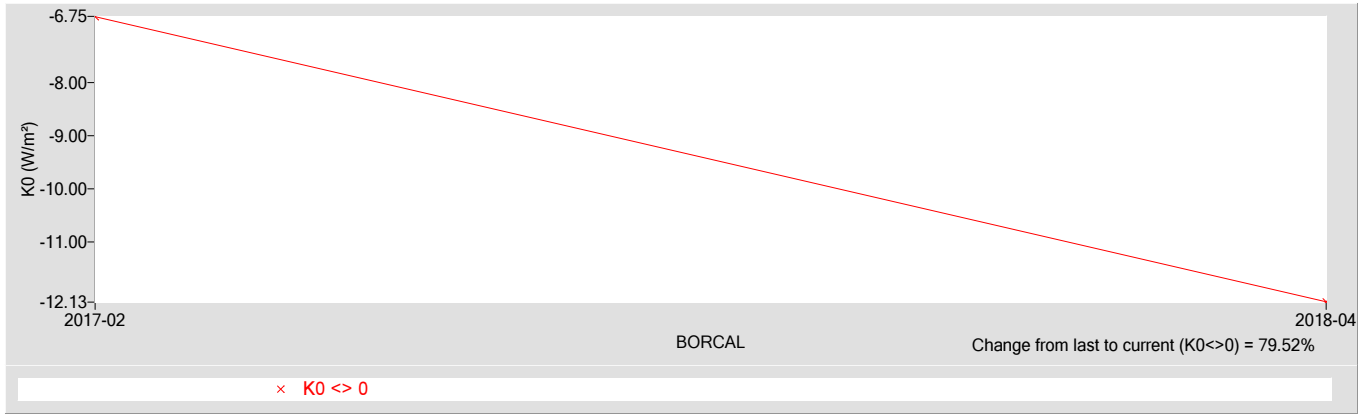 -6.75
-8.00
-9.00
-10.00
-11.00
-12.13
K0 (W/m²)
2017-02
2018-04
BORCAL
Change from last to current (K0<>0) = 79.52%
× K0 <> 0